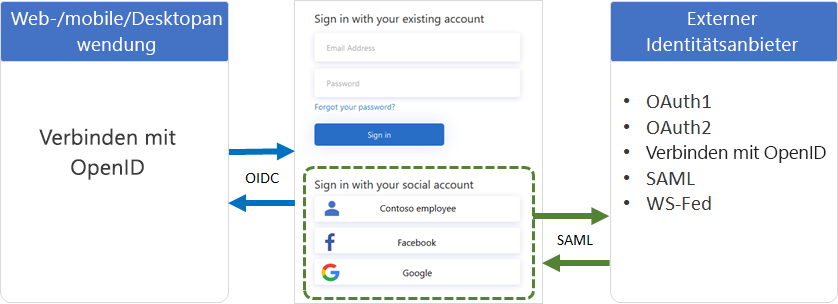 Web-/mobile/Desktopan
wendung
Verbinden mit
OpenID
OIDC
Sign in with your existing account
Email Address
Password
Forgot your password?
Sign in
Sign in with your social account
Contoso employee
Facebook
Google
SAML
Externer
Identitätsanbieter
• OAuth1
• OAuth2
• Verbinden mit OpenID
• SAML
• WS-Fed